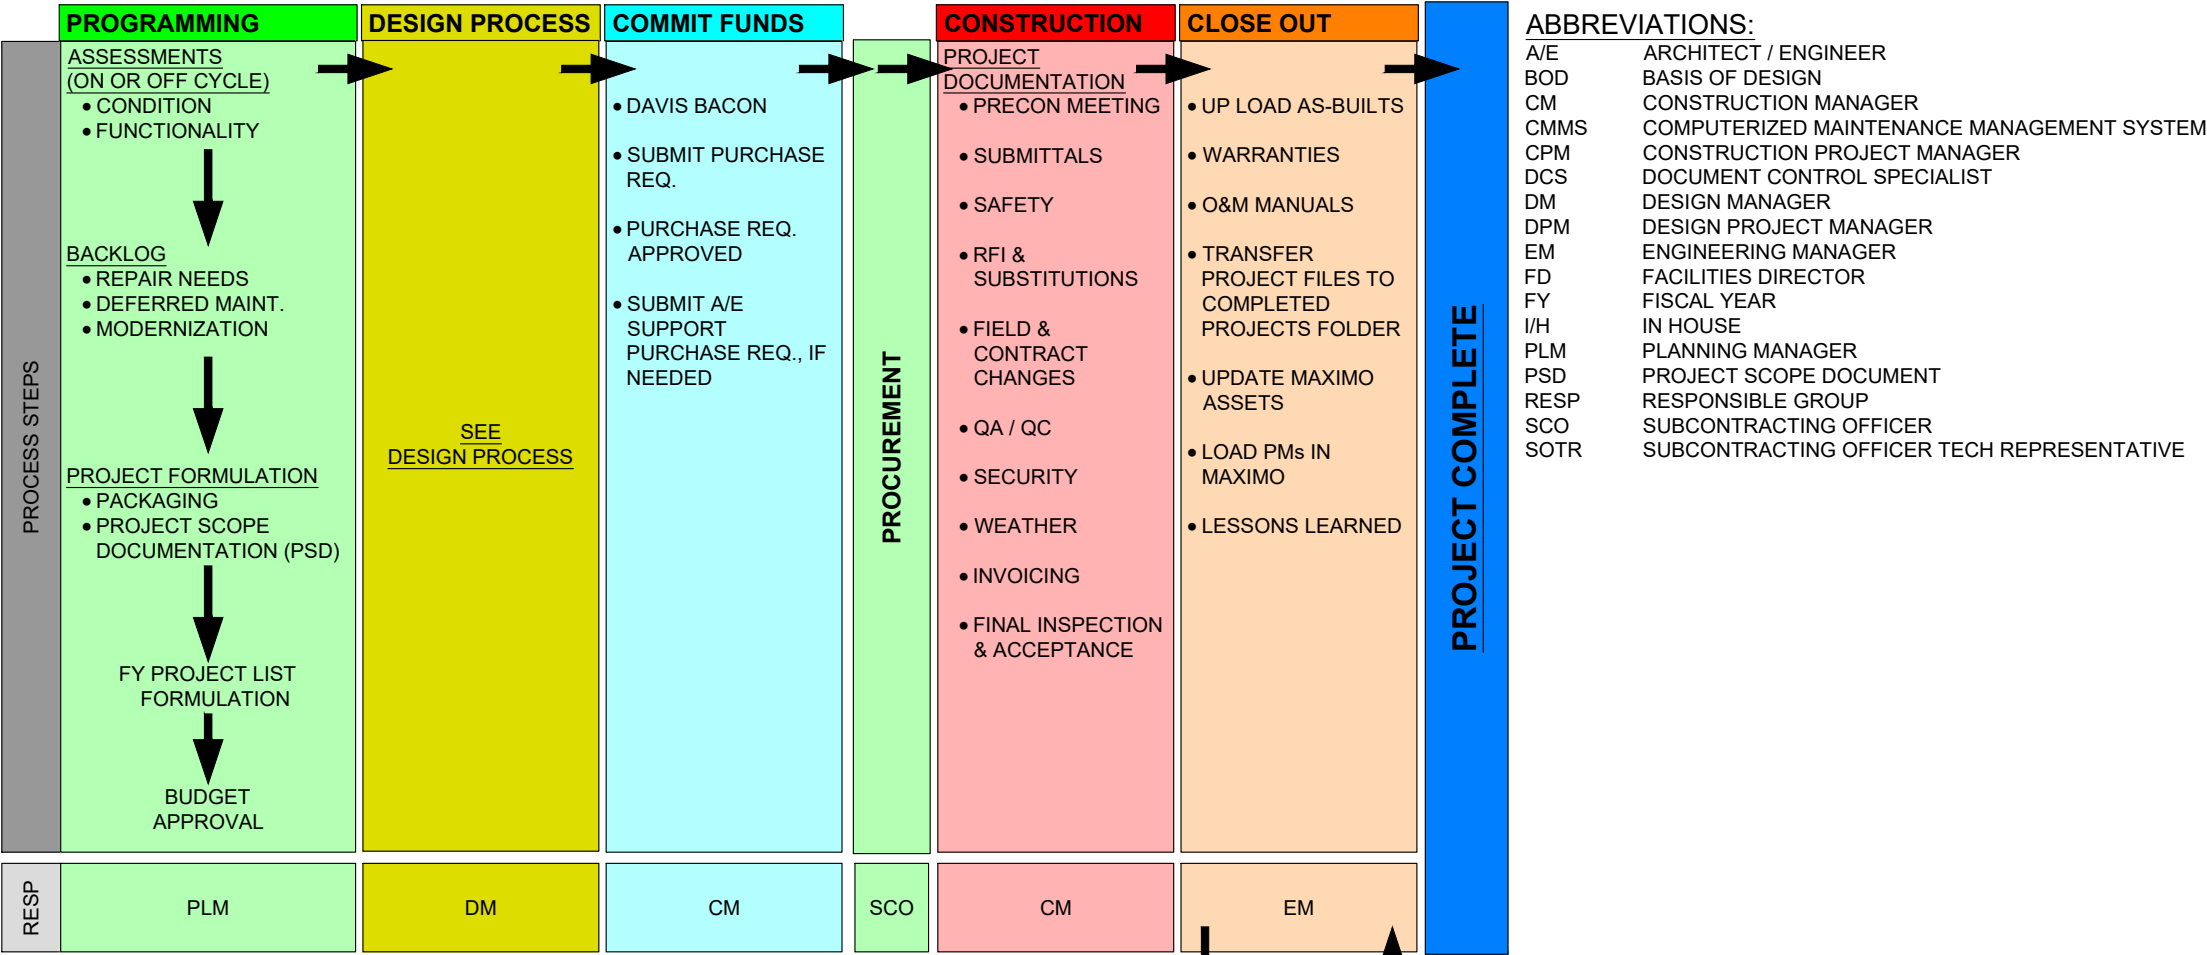 PROGRAMMING
ASSESSMENTS
(ON OR OFF CYCLE)
• CONDITION
• FUNCTIONALITY
BACKLOG
• REPAIR NEEDS
• DEFERRED MAINT.
• MODERNIZATION
PROJECT FORMULATION
• PACKAGING
• PROJECT SCOPE
DOCUMENTATION (PSD)
FY PROJECT LIST
FORMULATION
BUDGET
APPROVAL
DESIGN PROCESS
SEE
DESIGN PROCESS
COMMIT FUNDS
• DAVIS BACON
• SUBMIT PURCHASE
REQ.
• PURCHASE REQ.
APPROVED
• SUBMIT A/E
SUPPORT
PURCHASE REQ., IF
NEEDED
PROCUREMENT
CONSTRUCTION
PROJECT
DOCUMENTATION
• PRECON MEETING
• SUBMITTALS
• SAFETY
• RFI &
SUBSTITUTIONS
• FIELD &
CONTRACT
CHANGES
• QA / QC
• SECURITY
• WEATHER
• INVOICING
• FINAL INSPECTION
& ACCEPTANCE
CLOSE OUT
• UP LOAD AS-BUILTS
• WARRANTIES
• O&M MANUALS
• TRANSFER
PROJECT FILES TO
COMPLETED
PROJECTS FOLDER
• UPDATE MAXIMO
ASSETS
• LOAD PMs IN
MAXIMO
• LESSONS LEARNED
PROJECT COMPLETE
PROCESS STEPS
RESP
PLM
DM
CM
SCO
CM
EM
ABBREVIATIONS:
A/E ARCHITECT / ENGINEER
BOD BASIS OF DESIGN
CM CONSTRUCTION MANAGER
CMMS COMPUTERIZED MAINTENANCE MANAGEMENT SYSTEM
CPM CONSTRUCTION PROJECT MANAGER
DCS DOCUMENT CONTROL SPECIALIST
DM DESIGN MANAGER
DPM DESIGN PROJECT MANAGER
EM ENGINEERING MANAGER
FD FACILITIES DIRECTOR
FY FISCAL YEAR
I/H IN HOUSE
PLM PLANNING MANAGER
PSD PROJECT SCOPE DOCUMENT
RESP RESPONSIBLE GROUP
SCO SUBCONTRACTING OFFICER
SOTR SUBCONTRACTING OFFICER TECH REPRESENTATIVE